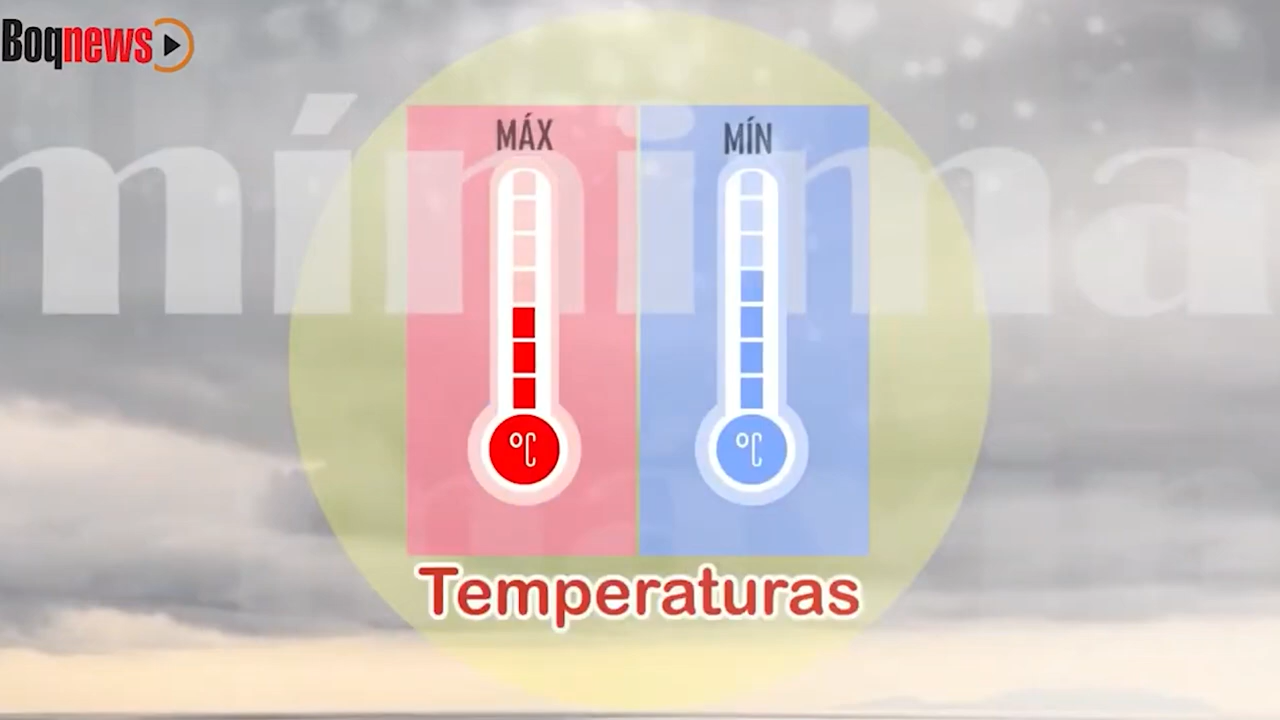 Boqnews
mínima
MÁX
MÍN
°C
°C
Temperaturas